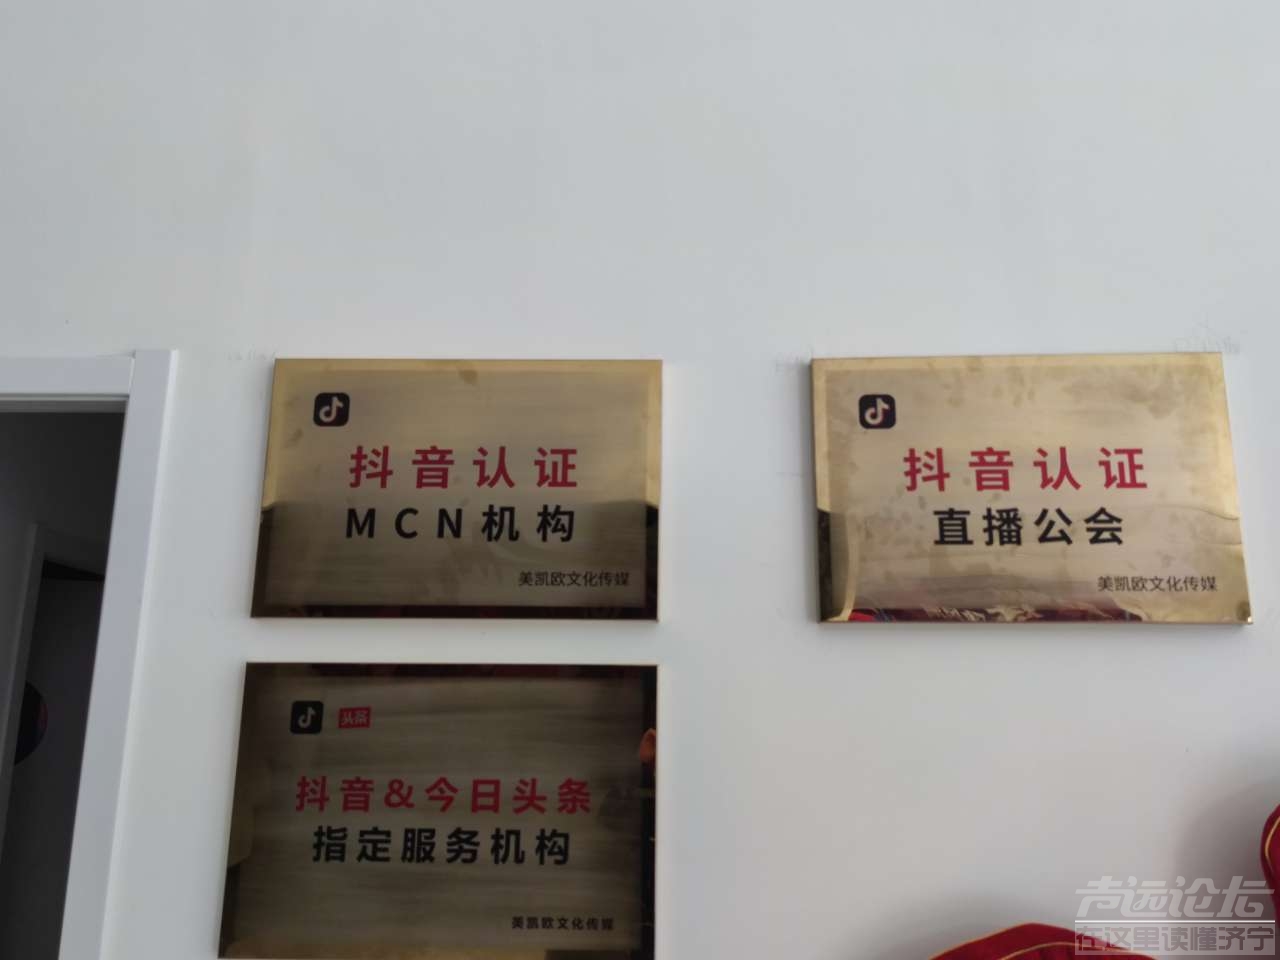 抖音认证
MCN机构
美凯欧文化传媒
抖音认证
直播公会
美凯欧文化传媒
头条
抖音&今日头条
指定服务机构
美凯欧文化传媒
声远论坛
在这里读懂济宁